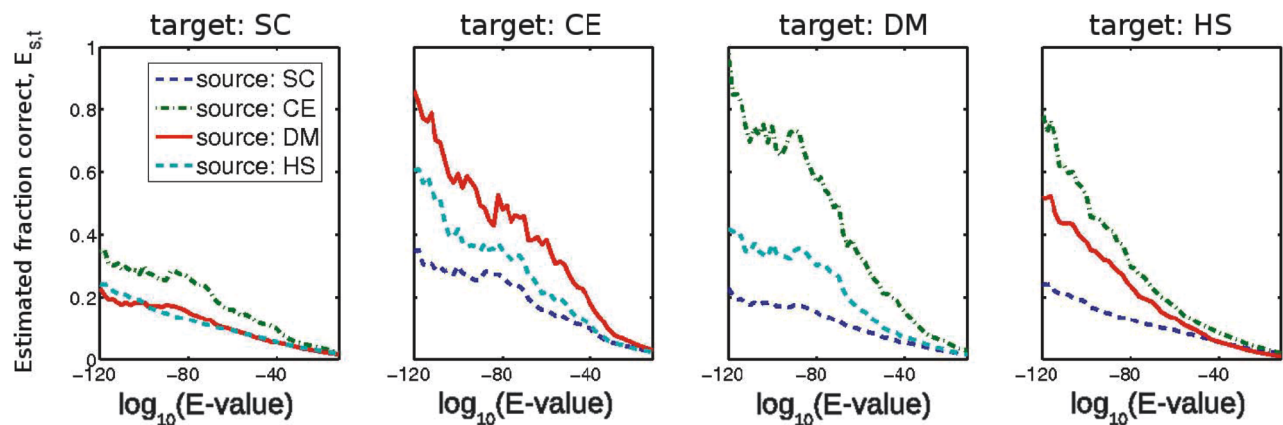 target: SC
target: CE
target: DM
target: HS
Estimated fraction correct, E_s,t
1
0.8
0.6
0.4
0.2
0
source: SC
source: CE
source: DM
source: HS
−120 −80 −40
−120 −80 −40
−120 −80 −40
−120 −80 −40
log10(E-value)
log10(E-value)
log10(E-value)
log10(E-value)